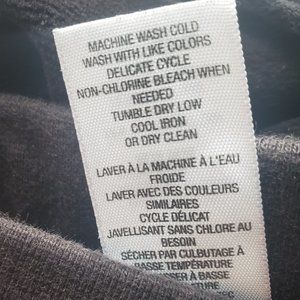 MACHINE WASH COLD
WASH WITH LIKE COLORS
DELICATE CYCLE
NON-CHLORINE BLEACH WHEN
NEEDED
TUMBLE DRY LOW
COOL IRON
OR DRY CLEAN
LAVER À LA MACHINE À L'EAU
FROIDE
LAVER AVEC DES COULEURS
SIMILAIRES
CYCLE DÉLICAT
JAVELLISANT SANS CHLORE AU
BESOIN
SÉCHER PAR CULBUTAGE À
BASSE TEMPÉRATURE
À BASSE